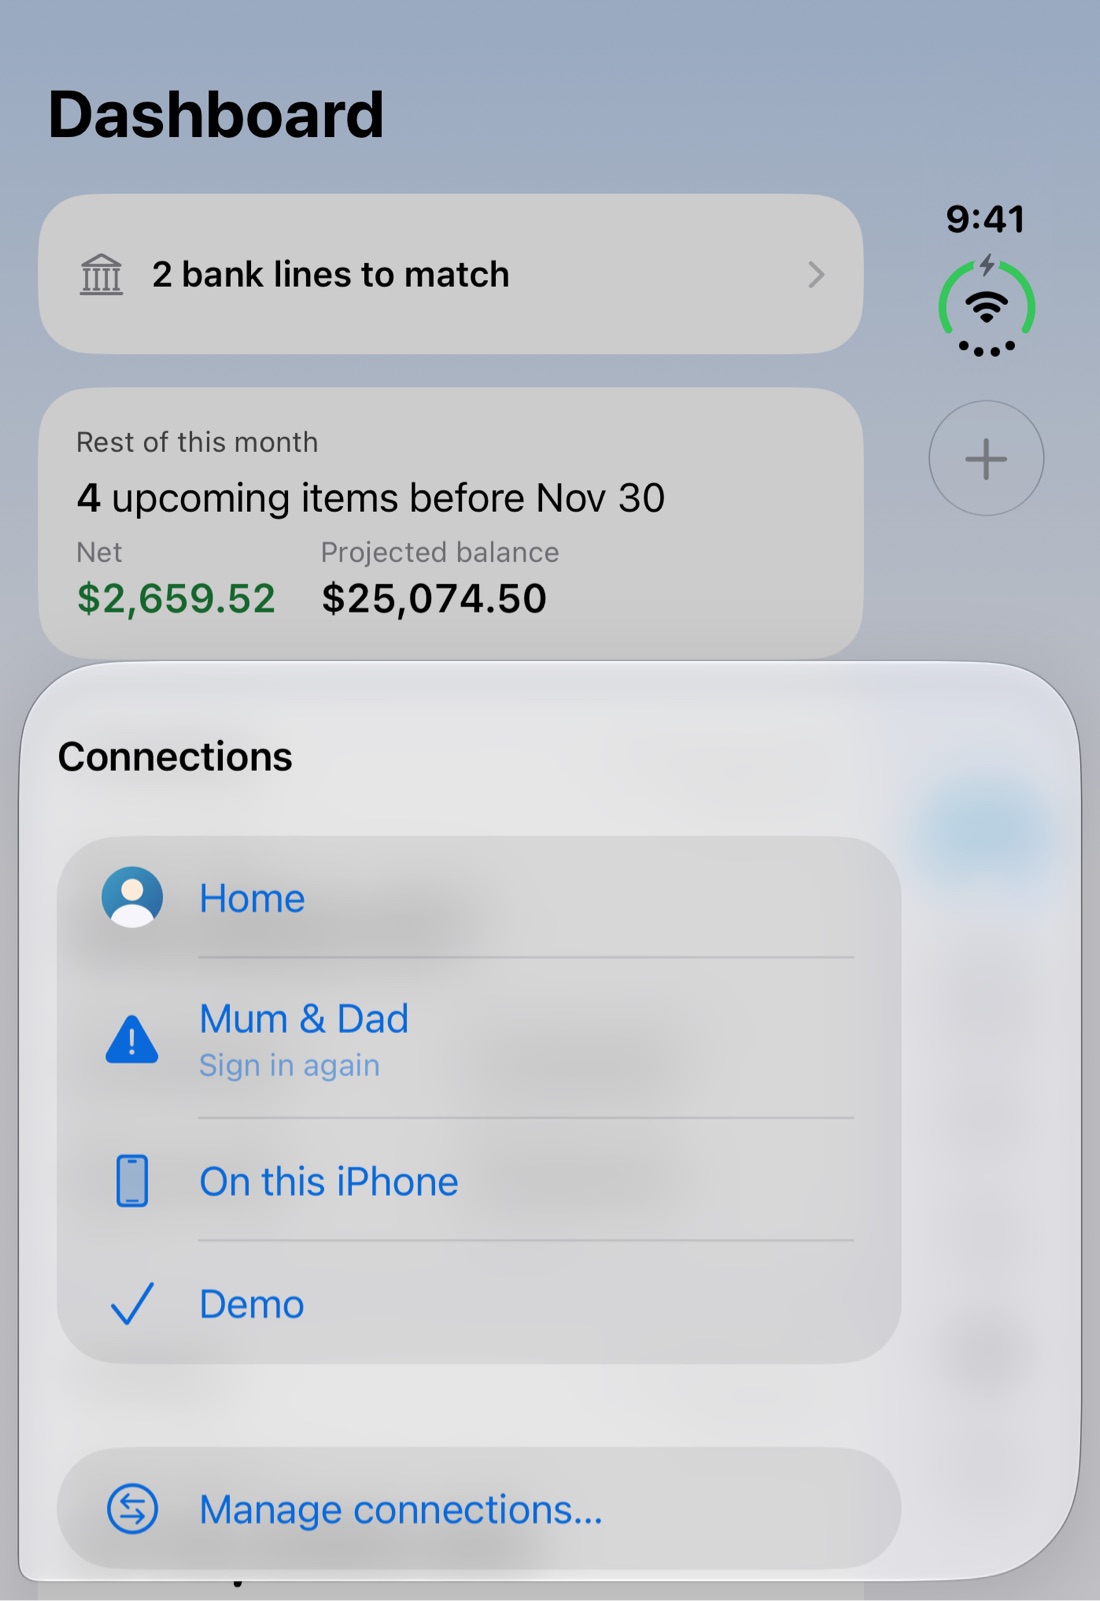 Dashboard
2 bank lines to match
9:41
Rest of this month
4 upcoming items before Nov 30
Net
Projected balance
$2,659.52
$25,074.50
Connections
Home
Mum & Dad
Sign in again
On this iPhone
Demo
Manage connections...